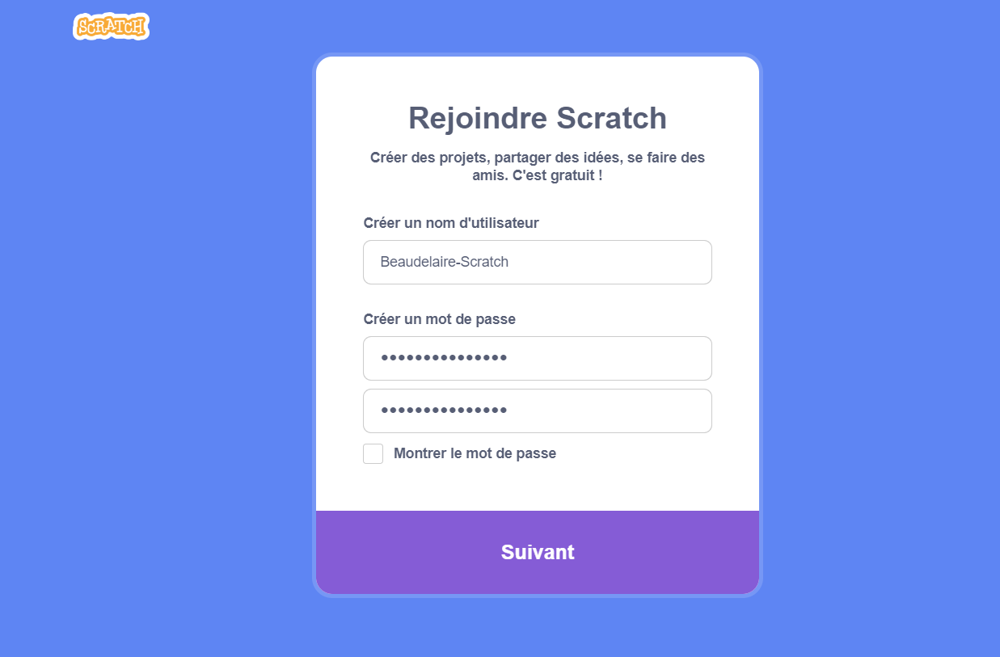 SCRATCH
Rejoindre Scratch
Créer des projets, partager des idées, se faire des
amis. C'est gratuit !
Créer un nom d'utilisateur
Beaudelaire-Scratch
Créer un mot de passe
•••••••••••••••
•••••••••••••••
Montrer le mot de passe
Suivant